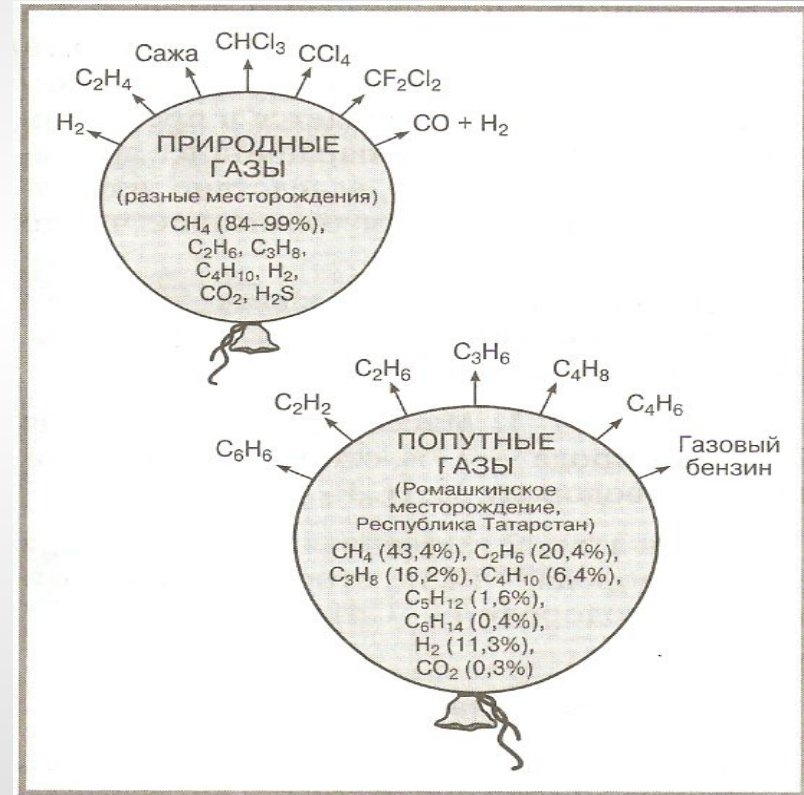 H₂
C₂H₄
Сажа
CHCl₃
CCl₄
CF₂Cl₂
CO + H₂
ПРИРОДНЫЕ
ГАЗЫ
(разные месторождения)
CH₄ (84–99%),
C₂H₆, C₃H₈,
C₄H₁₀, H₂,
CO₂, H₂S
C₆H₆
C₂H₂
C₂H₆
C₃H₆
C₄H₈
C₄H₆
Газовый
бензин
ПОПУТНЫЕ
ГАЗЫ
(Ромашкинское
месторождение,
Республика Татарстан)
CH₄ (43,4%), C₂H₆ (20,4%),
C₃H₈ (16,2%), C₄H₁₀ (6,4%),
C₅H₁₂ (1,6%),
C₆H₁₄ (0,4%),
H₂ (11,3%),
CO₂ (0,3%)